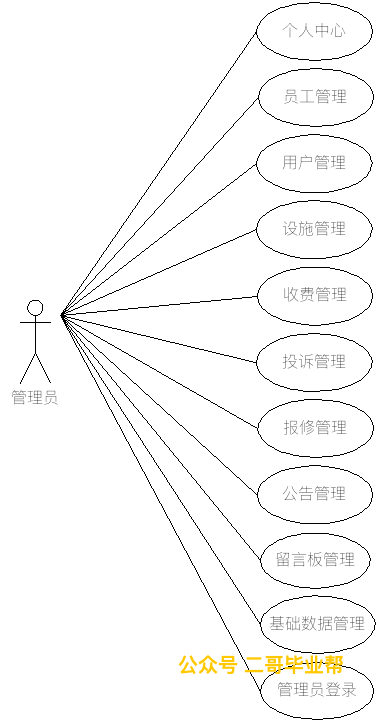 个人中心
员工管理
用户管理
设施管理
收费管理
投诉管理
管理员
报修管理
公告管理
留言板管理
基础数据管理
公众号 二哥毕业帮
管理员登录